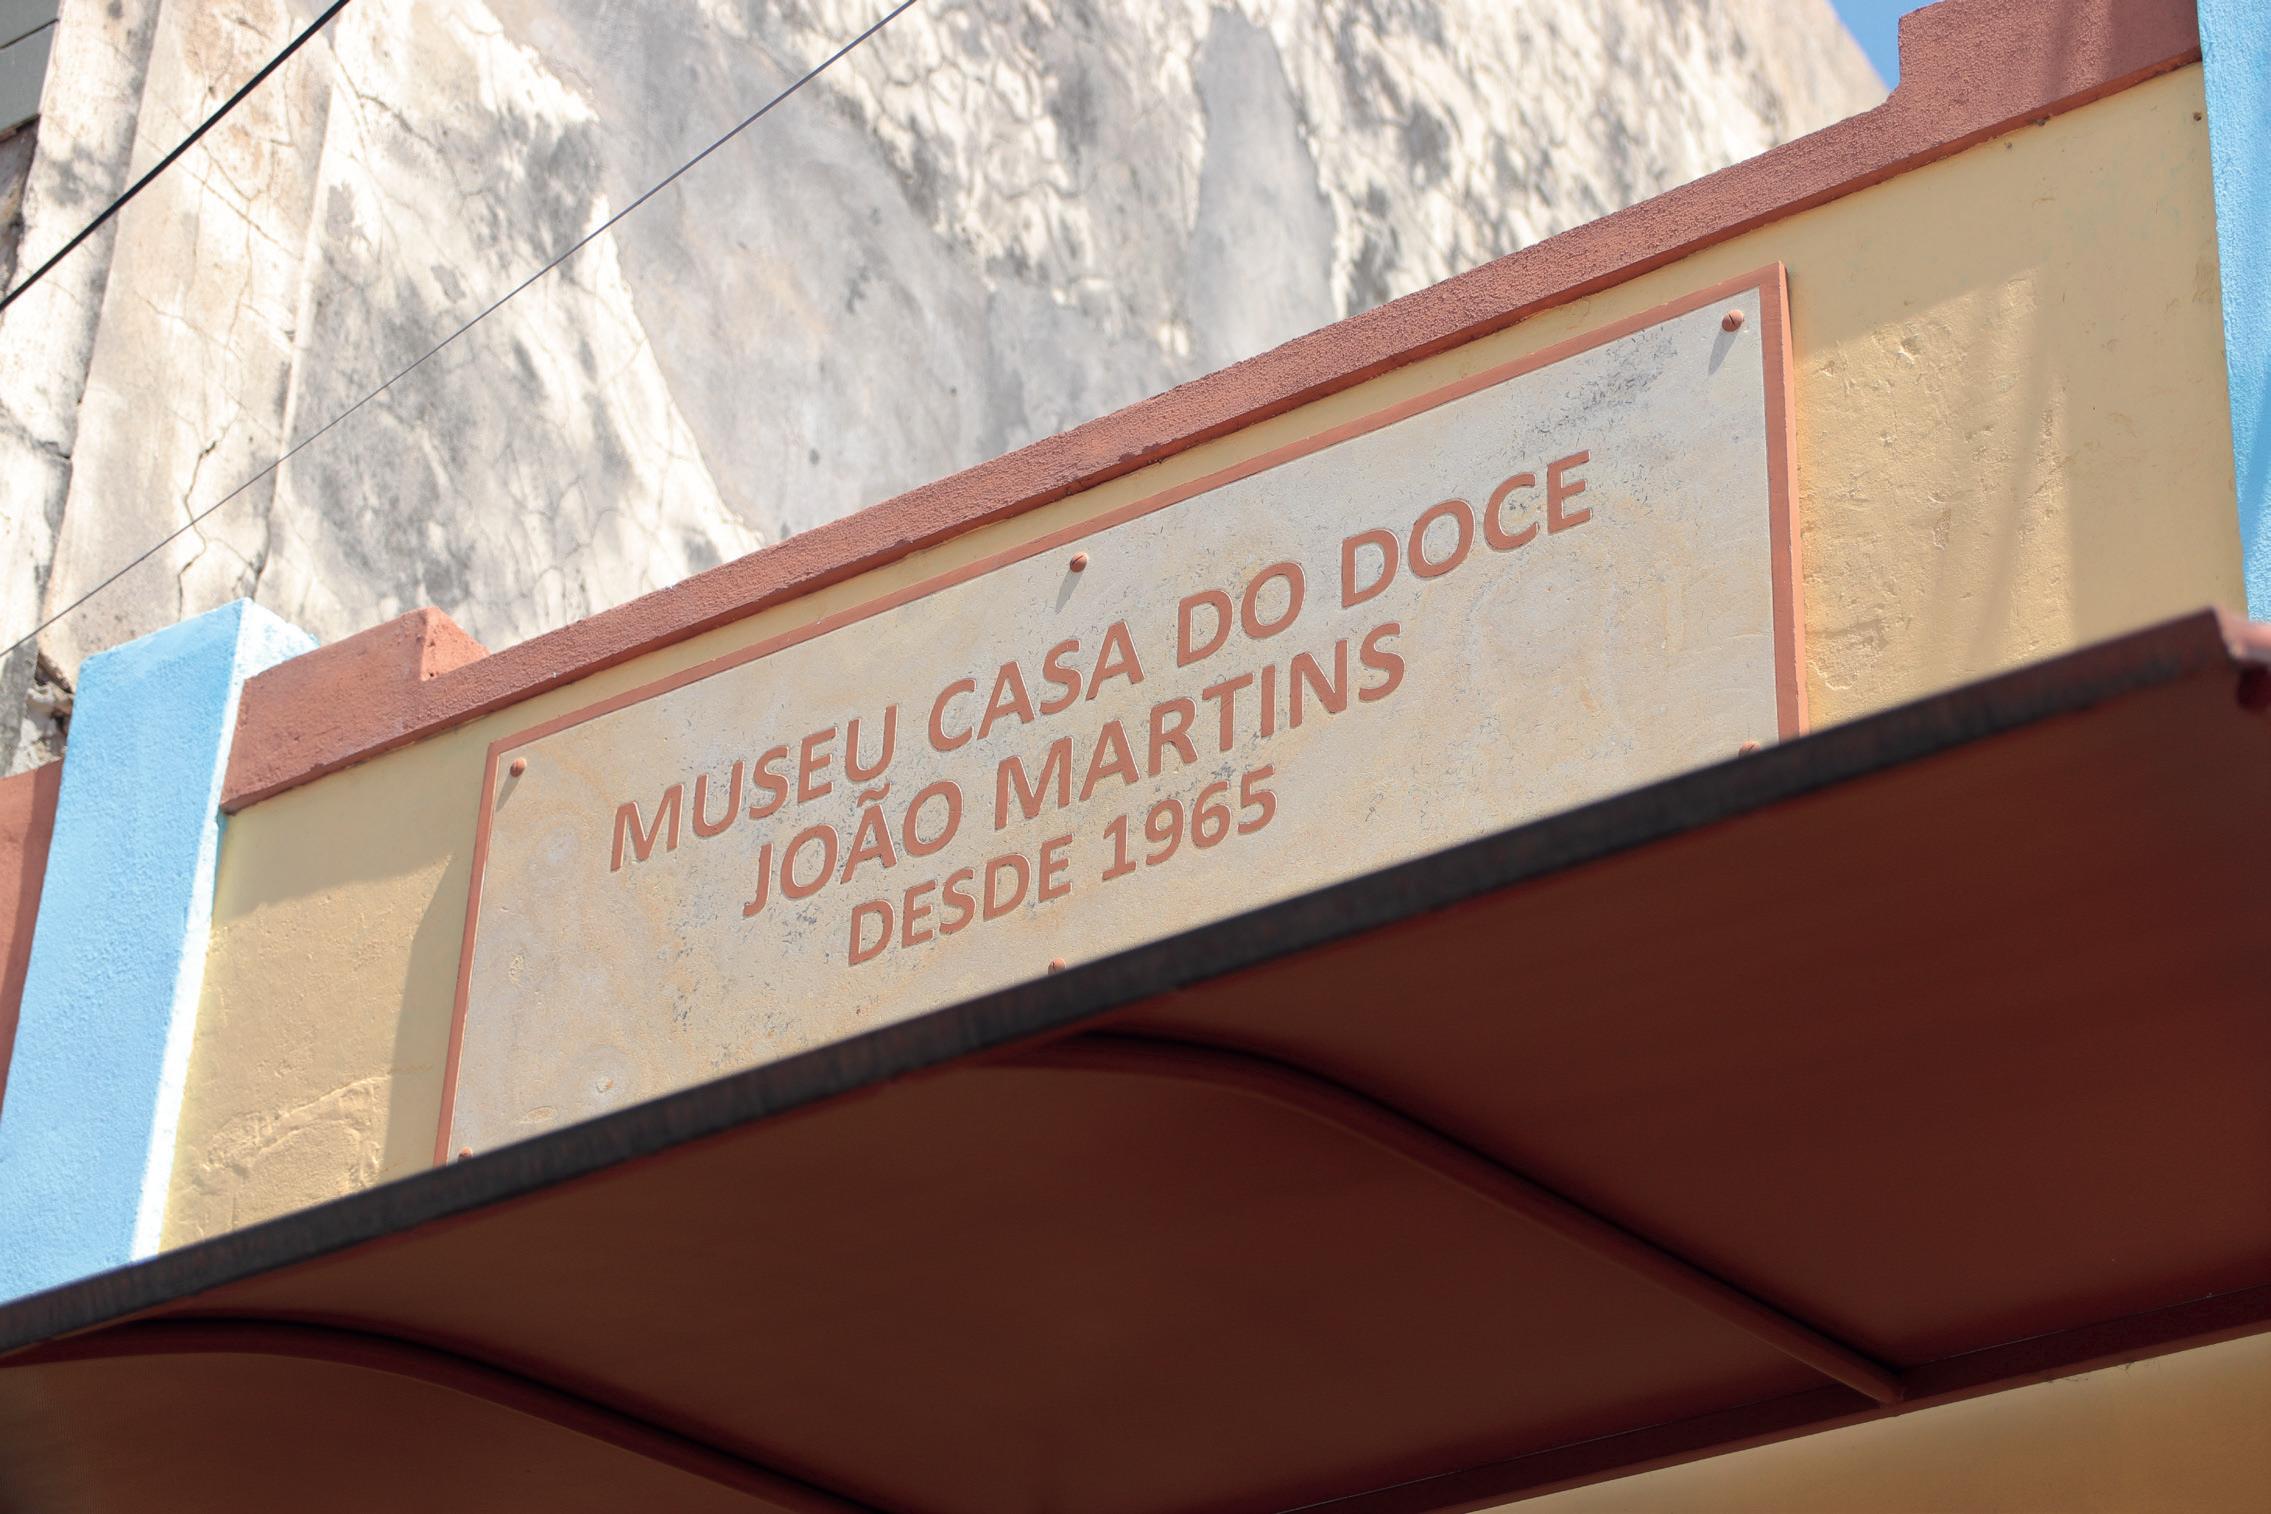 MUSEU CASA DO DOCE
JOÃO MARTINS
DESDE 1965